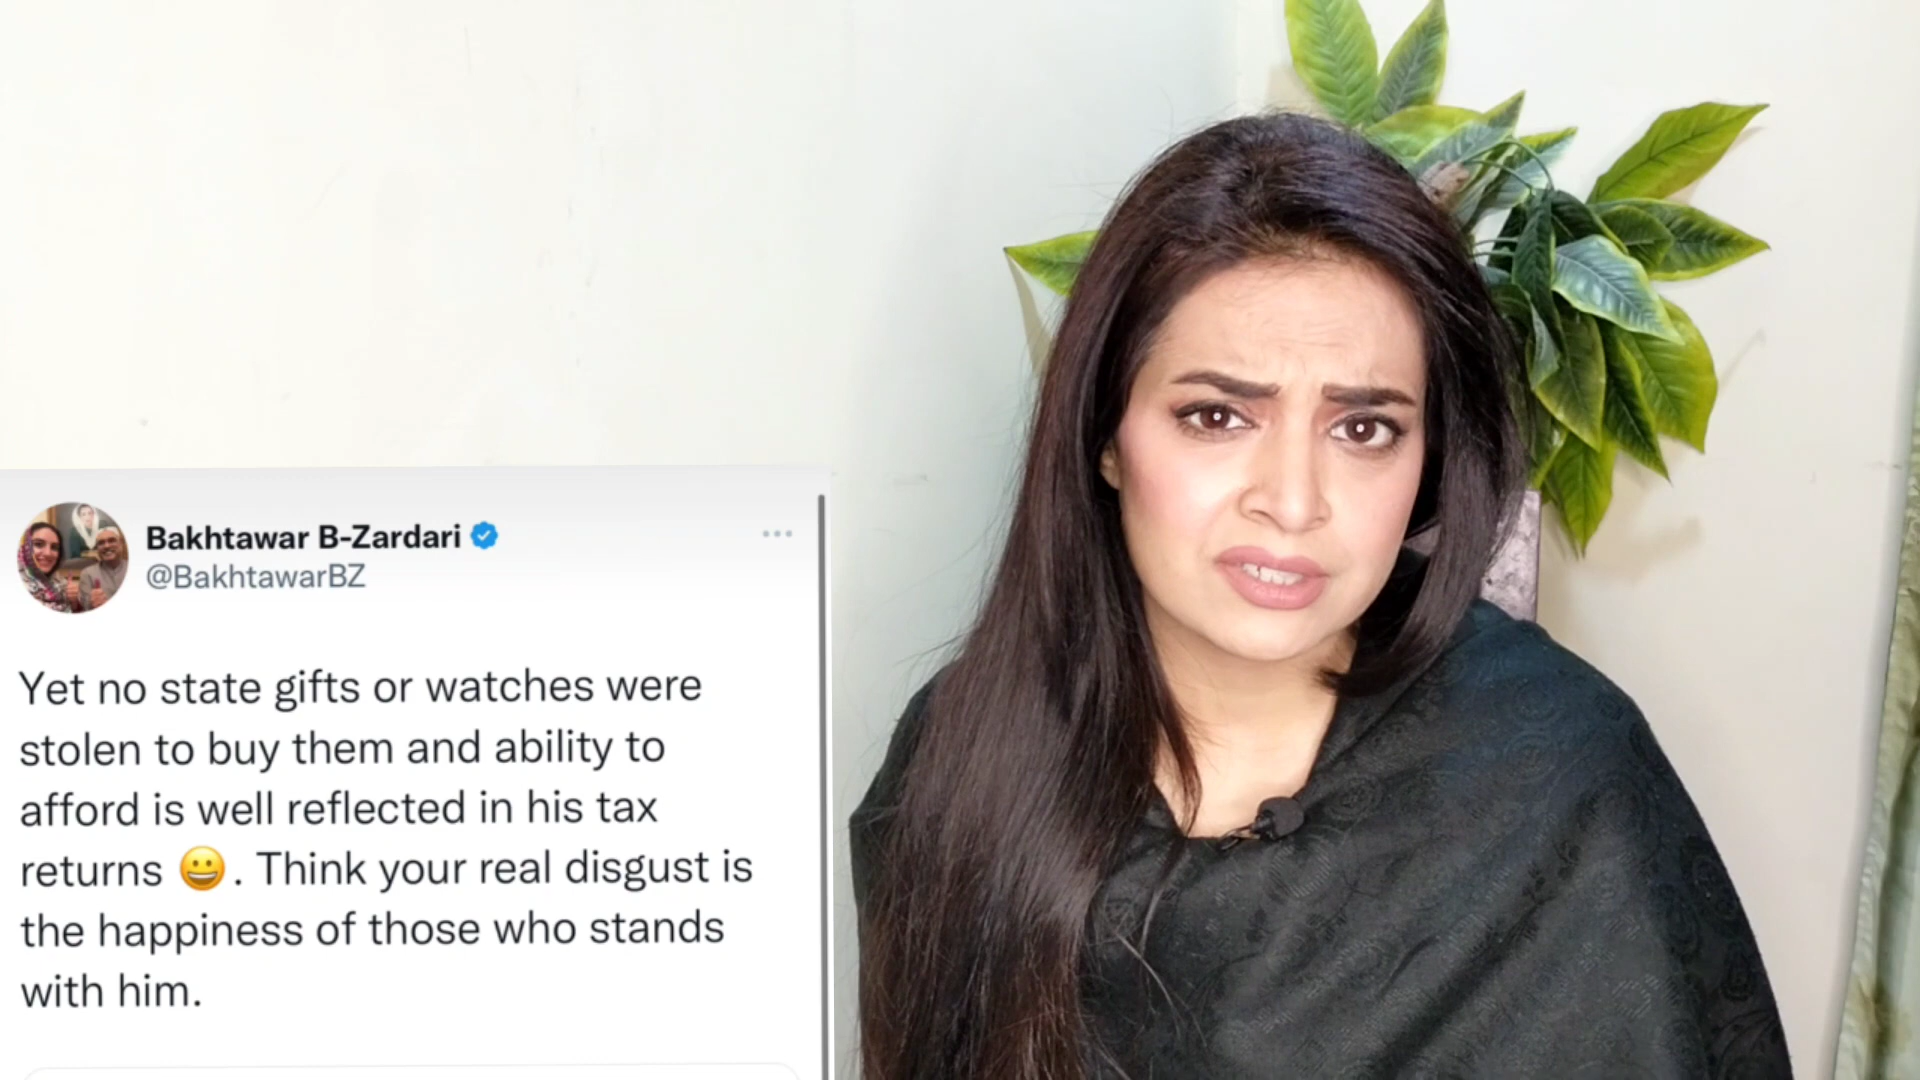 Bakhtawar B-Zardari
@BakhtawarBZ
Yet no state gifts or watches were
stolen to buy them and ability to
afford is well reflected in his tax
returns 😀. Think your real disgust is
the happiness of those who stands
with him.